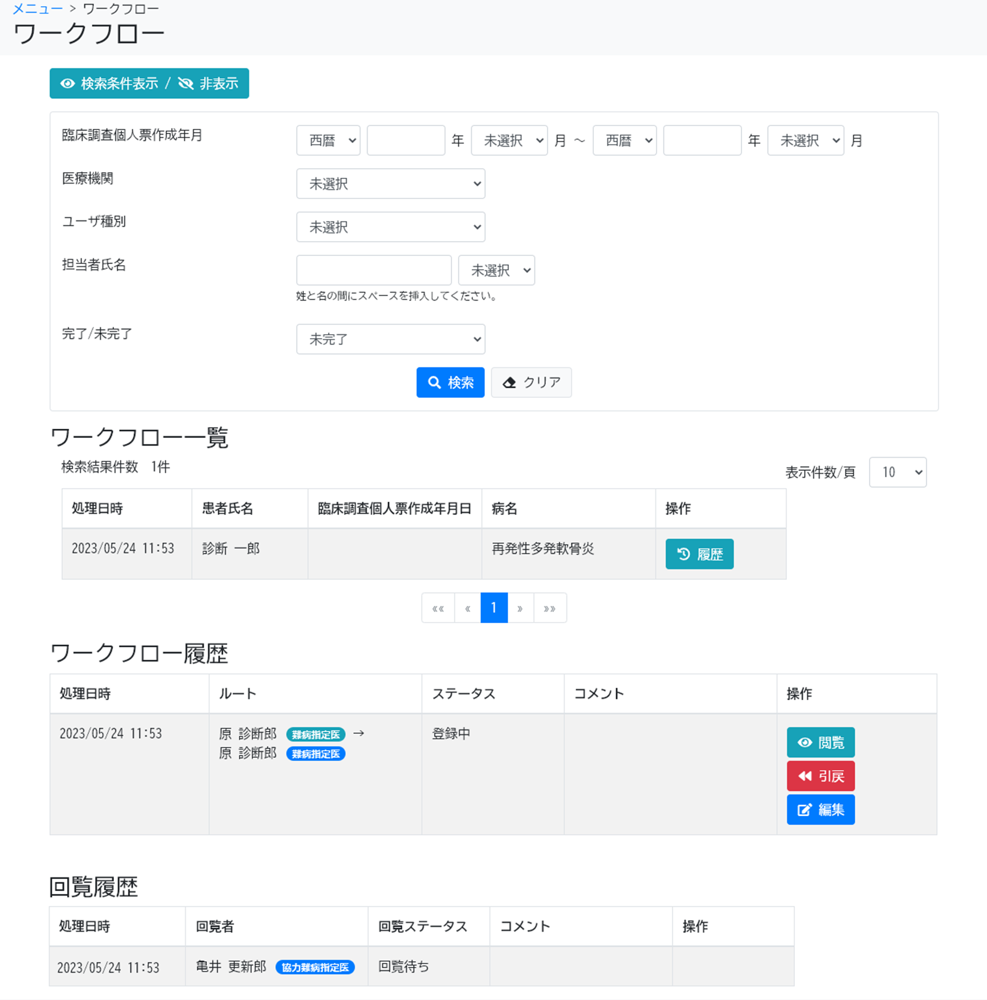 メニュー > ワークフロー
ワークフロー
検索条件表示 / 非表示
臨床調査個人票作成年月 西暦 年 未選択 月 ～ 西暦 年 未選択 月
医療機関 未選択
ユーザ種別 未選択
担当者氏名 未選択
姓と名の間にスペースを挿入してください。
完了/未完了 未完了
検索 クリア
ワークフロー一覧
検索結果件数 1件
表示件数/頁 10
処理日時 患者氏名 臨床調査個人票作成年月日 病名 操作
2023/05/24 11:53 診断 一郎 再発性多発軟骨炎 履歴
«« « 1 » »»
ワークフロー履歴
処理日時 ルート ステータス コメント 操作
2023/05/24 11:53 原 診断郎 難病指定医 → 登録中 閲覧
原 診断郎 難病指定医
引戻
編集
回覧履歴
処理日時 回覧者 回覧ステータス コメント 操作
2023/05/24 11:53 亀井 更新郎 協力難病指定医 回覧待ち